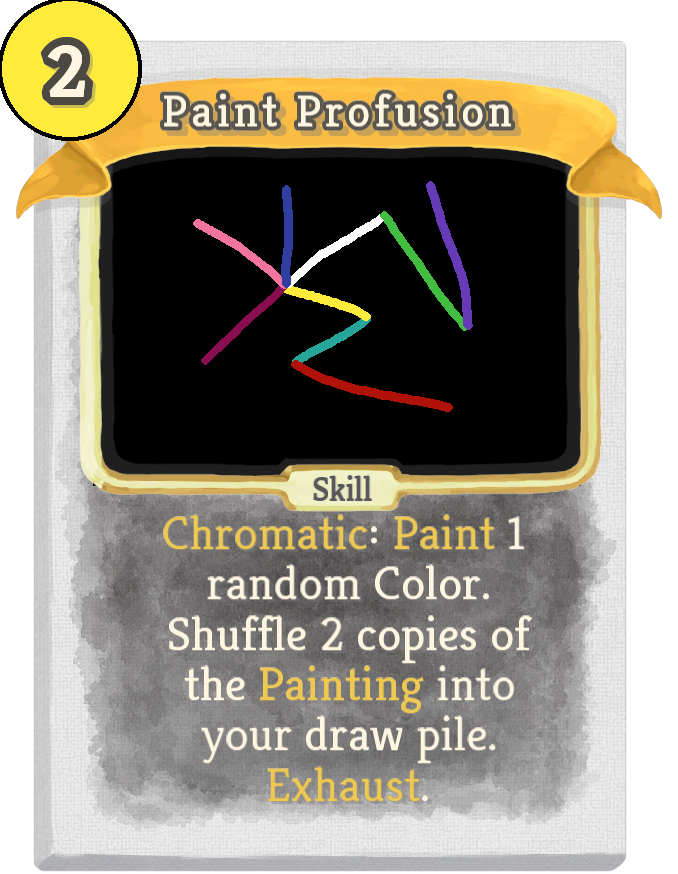 2
Paint Profusion
Skill
Chromatic: Paint 1
random Color.
Shuffle 2 copies of
the Painting into
your draw pile.
Exhaust.